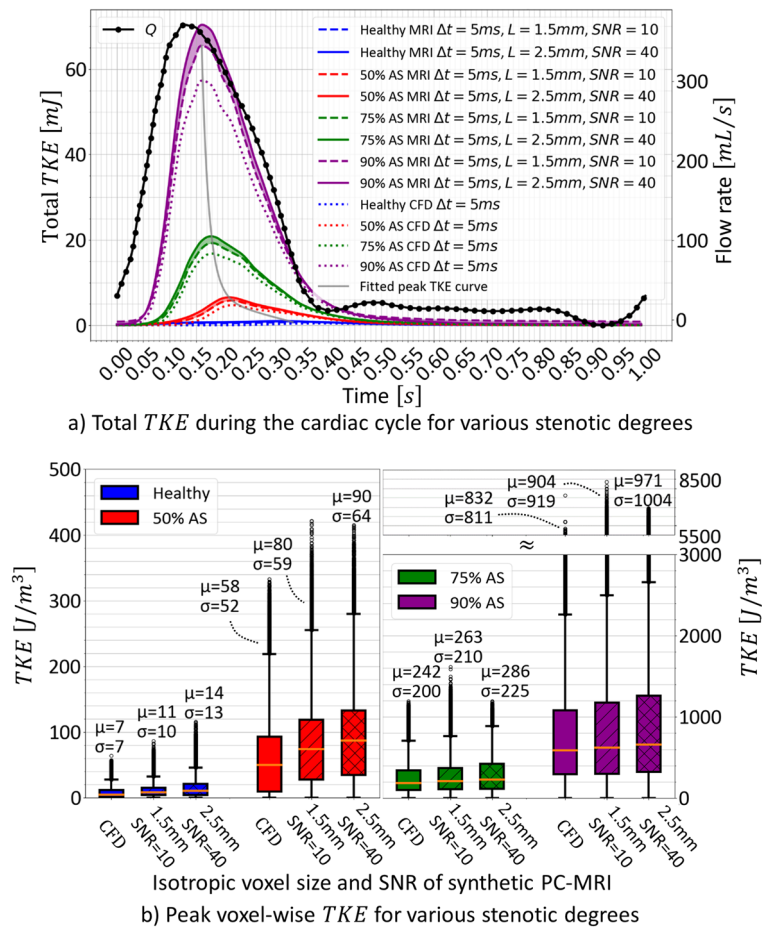 Q
Healthy MRI Δt = 5ms, L = 1.5mm, SNR = 10
Healthy MRI Δt = 5ms, L = 2.5mm, SNR = 40
50% AS MRI Δt = 5ms, L = 1.5mm, SNR = 10
50% AS MRI Δt = 5ms, L = 2.5mm, SNR = 40
75% AS MRI Δt = 5ms, L = 1.5mm, SNR = 10
75% AS MRI Δt = 5ms, L = 2.5mm, SNR = 40
90% AS MRI Δt = 5ms, L = 1.5mm, SNR = 10
90% AS MRI Δt = 5ms, L = 2.5mm, SNR = 40
Healthy CFD Δt = 5ms
50% AS CFD Δt = 5ms
75% AS CFD Δt = 5ms
90% AS CFD Δt = 5ms
Fitted peak TKE curve
Total TKE [mJ]
60
40
20
0
Flow rate [mL/s]
300
200
100
0
0.00 0.05 0.10 0.15 0.20 0.25 0.30 0.35 0.40 0.45 0.50 0.55 0.60 0.65 0.70 0.75 0.80 0.85 0.90 0.95 1.00
Time [s]
a) Total TKE during the cardiac cycle for various stenotic degrees
TKE [J/m³]
500
400
300
200
100
0
Healthy
50% AS
μ=7
σ=7
μ=11
σ=10
μ=14
σ=13
μ=58
σ=52
μ=80
σ=59
μ=90
σ=64
75% AS
90% AS
μ=242
σ=200
μ=263
σ=210
μ=286
σ=225
μ=832
σ=811
μ=904
σ=919
μ=971
σ=1004
≈
8500
5500
3000
2000
1000
0
TKE [J/m³]
CFD
1.5mm
SNR=10
2.5mm
SNR=40
CFD
1.5mm
SNR=10
2.5mm
SNR=40
CFD
1.5mm
SNR=10
2.5mm
SNR=40
CFD
1.5mm
SNR=10
2.5mm
SNR=40
Isotropic voxel size and SNR of synthetic PC-MRI
b) Peak voxel-wise TKE for various stenotic degrees